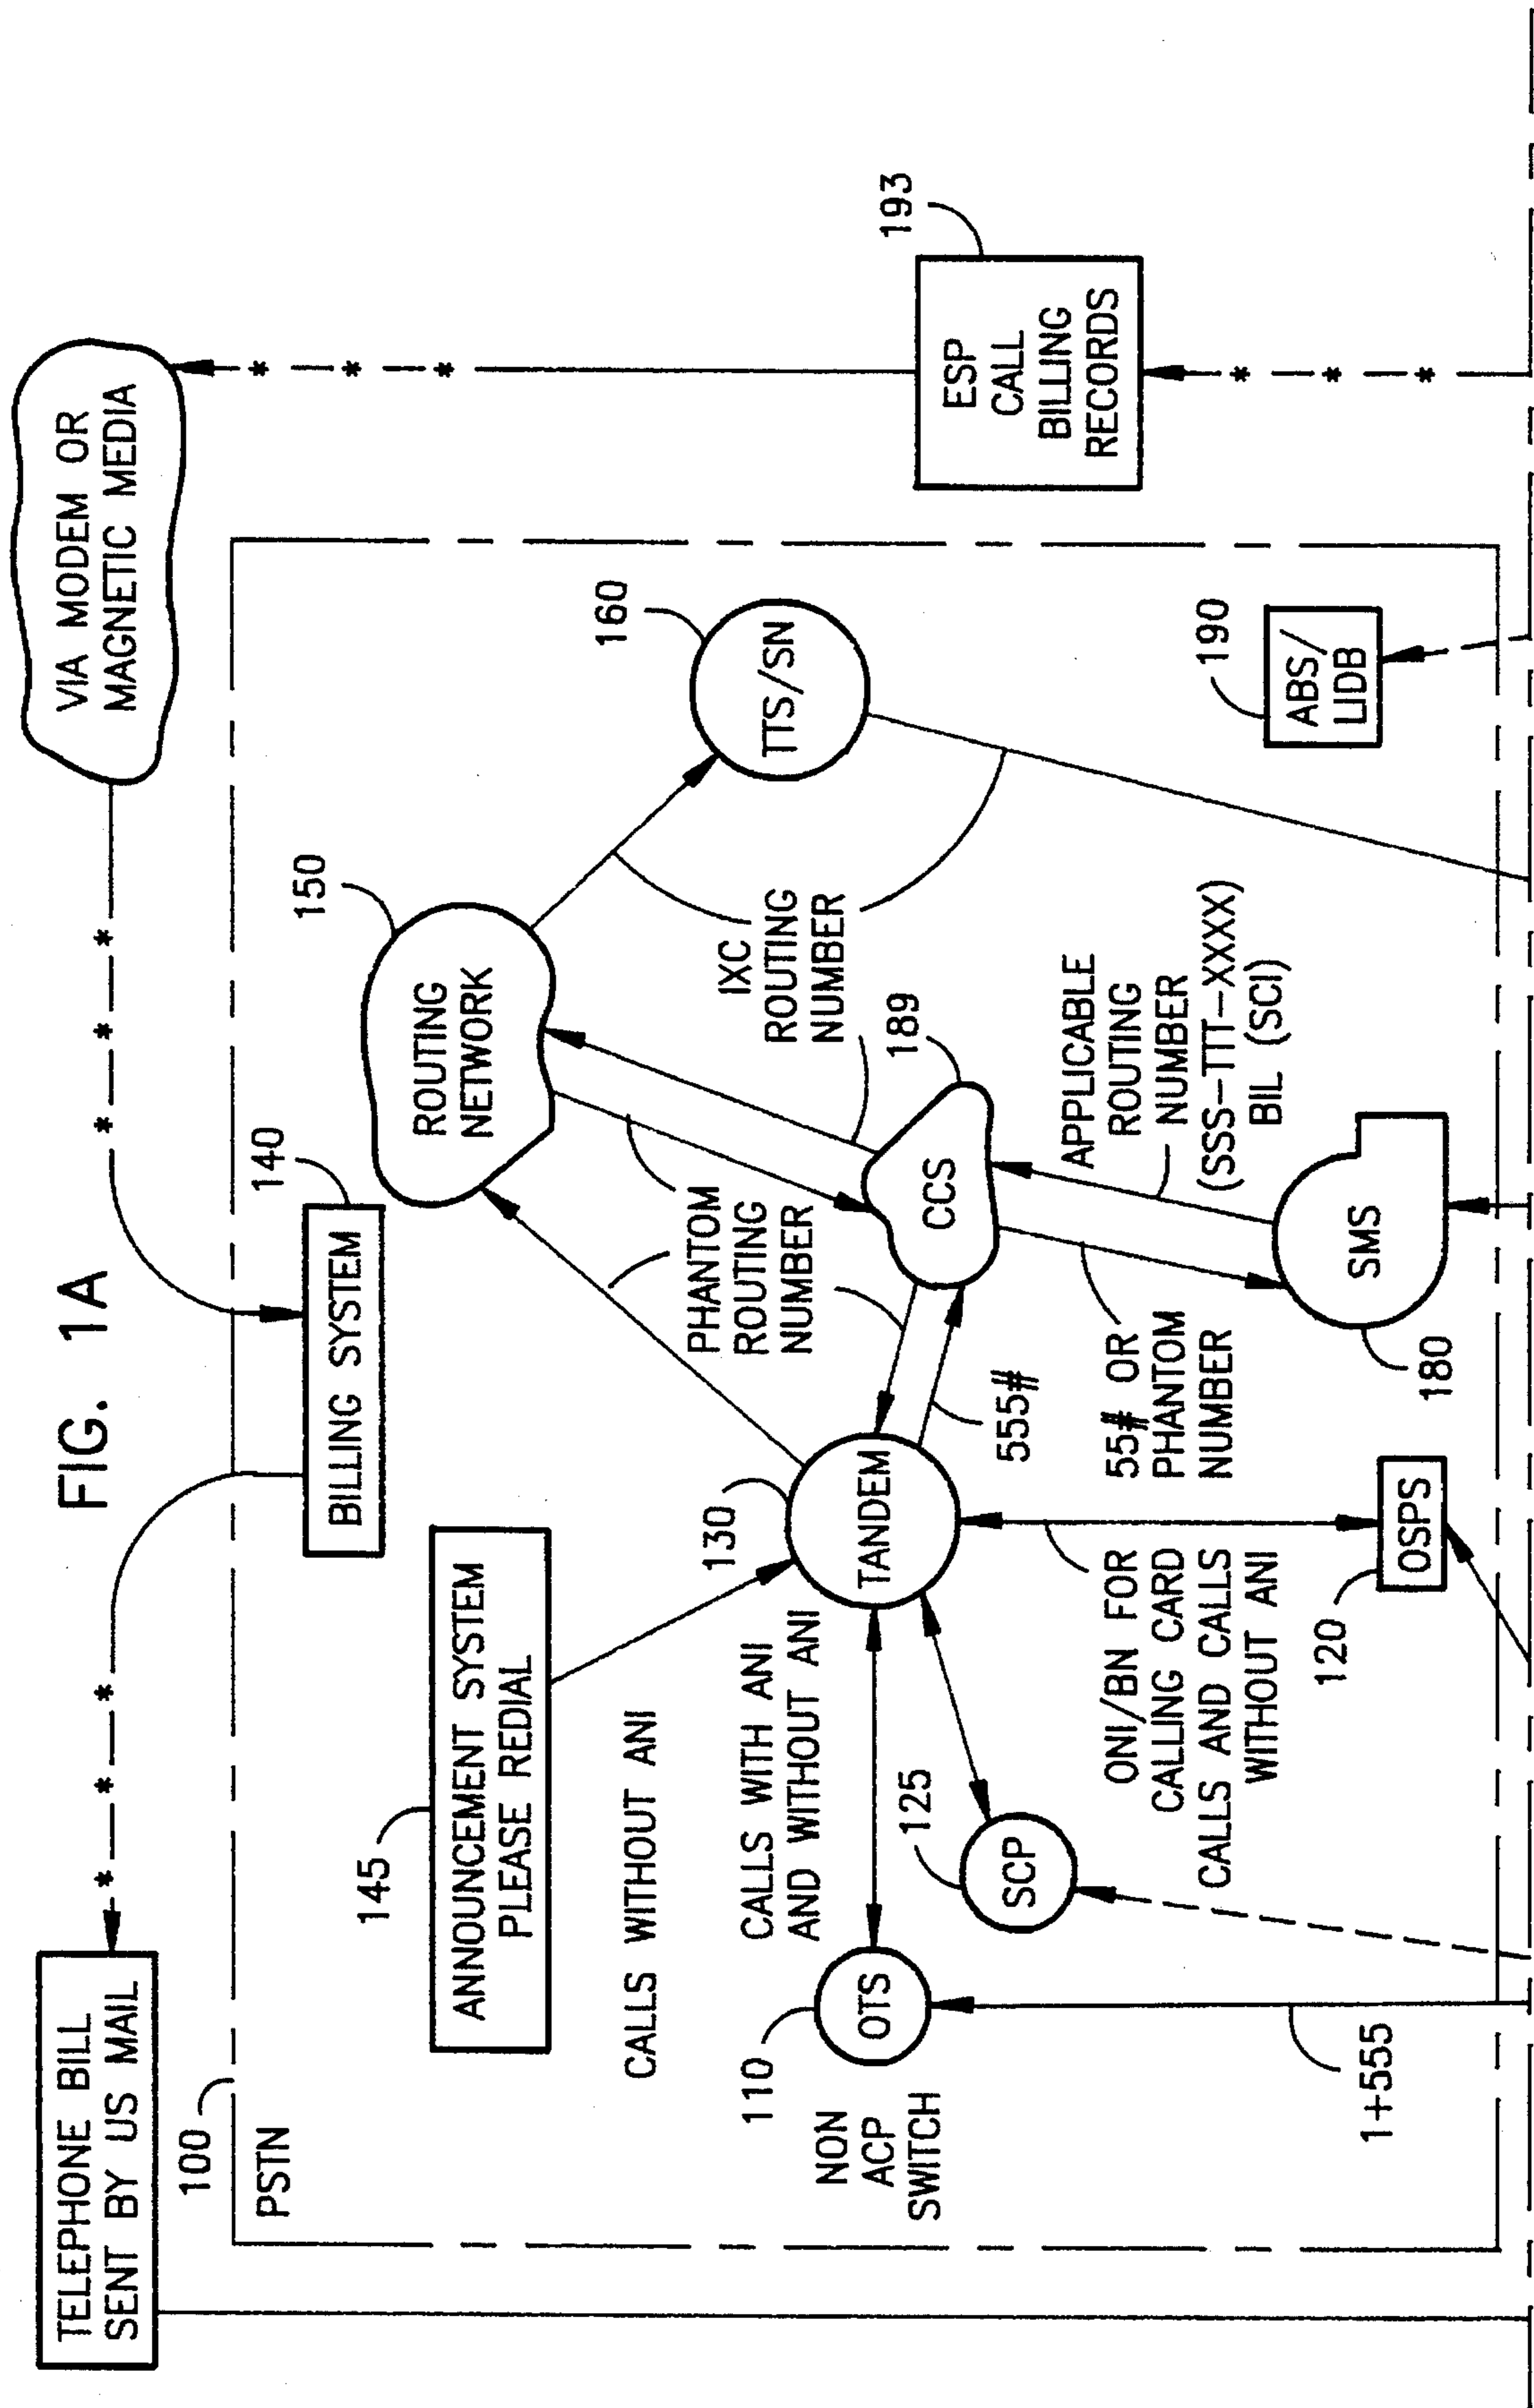 FIG. 1A
TELEPHONE BILL
SENT BY US MAIL
VIA MODEM OR
MAGNETIC MEDIA
100
PSTN
140
BILLING SYSTEM
145
ANNOUNCEMENT SYSTEM
PLEASE REDIAL
150
ROUTING
NETWORK
160
TTS/SN
193
ESP
CALL
BILLING
RECORDS
CALLS WITHOUT ANI
CALLS WITH ANI
AND WITHOUT ANI
130
TANDEM
PHANTOM
ROUTING
NUMBER
IXC
ROUTING
NUMBER
189
CCS
110
OTS
NON
ACP
SWITCH
125
SCP
555#
ONI/BN FOR
CALLING CARD
CALLS AND CALLS
WITHOUT ANI
55# OR
PHANTOM
NUMBER
APPLICABLE
ROUTING
NUMBER
(SSS-TTT-XXXX)
BIL (SCI)
190
ABS/
LIDB
120
OSPS
180
SMS
1+555